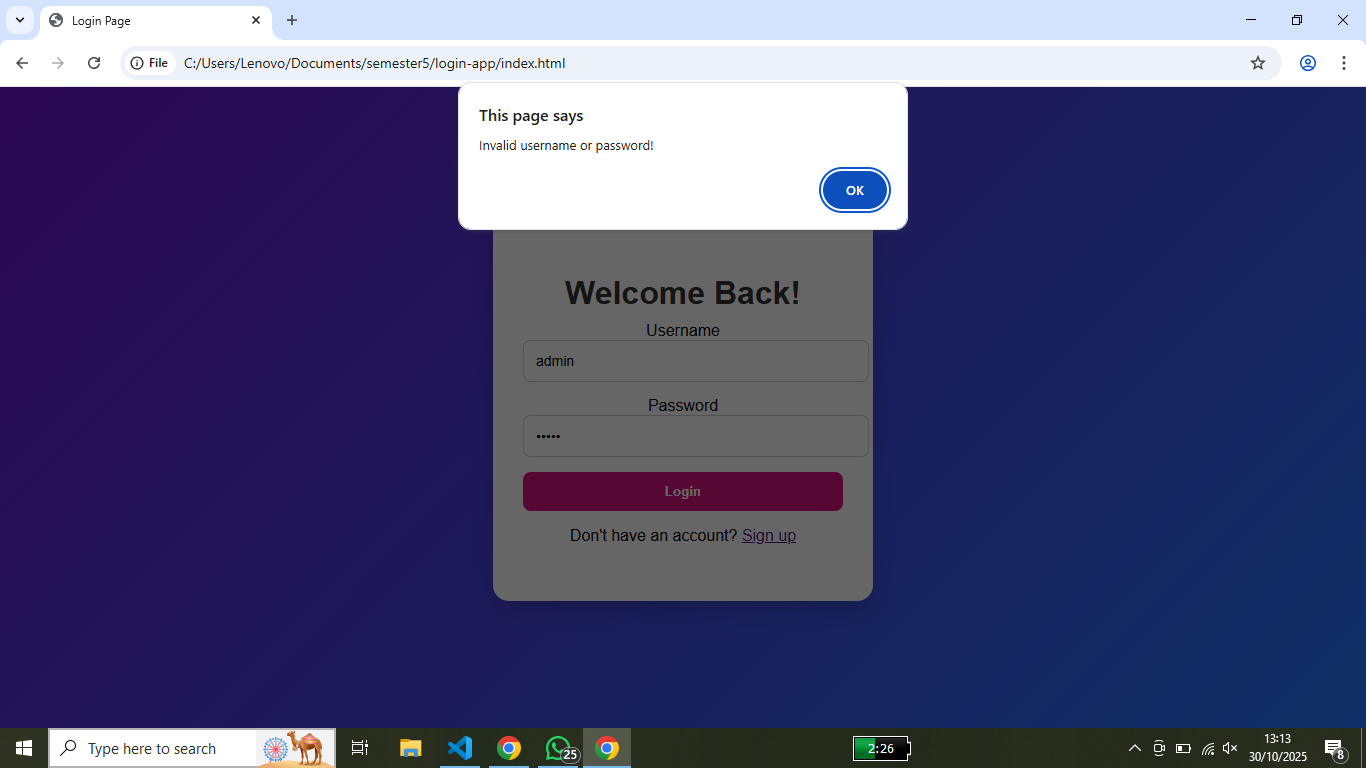 Login Page
File
C:/Users/Lenovo/Documents/semester5/login-app/index.html
This page says
Invalid username or password!
OK
Welcome Back!
Username
admin
Password
•••••
Login
Don't have an account? Sign up
Type here to search
25
2:26
13:13
30/10/2025
8